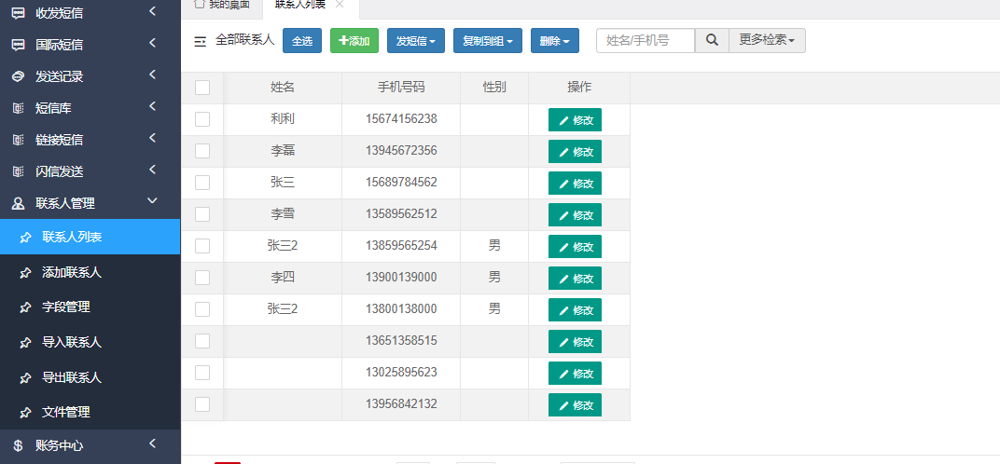 收发短信
国际短信
发送记录
短信库
链接短信
闪信发送
联系人管理
联系人列表
添加联系人
字段管理
导入联系人
导出联系人
文件管理
账务中心
我的桌面 联系人列表
全部联系人 全选 添加 发短信 复制到组 删除 姓名/手机号 更多检索
姓名 手机号码 性别 操作
利利 15674156238 修改
李磊 13945672356 修改
张三 15689784562 修改
李雪 13589562512 修改
张三2 13859565254 男 修改
李四 13900139000 男 修改
张三2 13800138000 男 修改
13651358515 修改
13025895623 修改
13956842132 修改